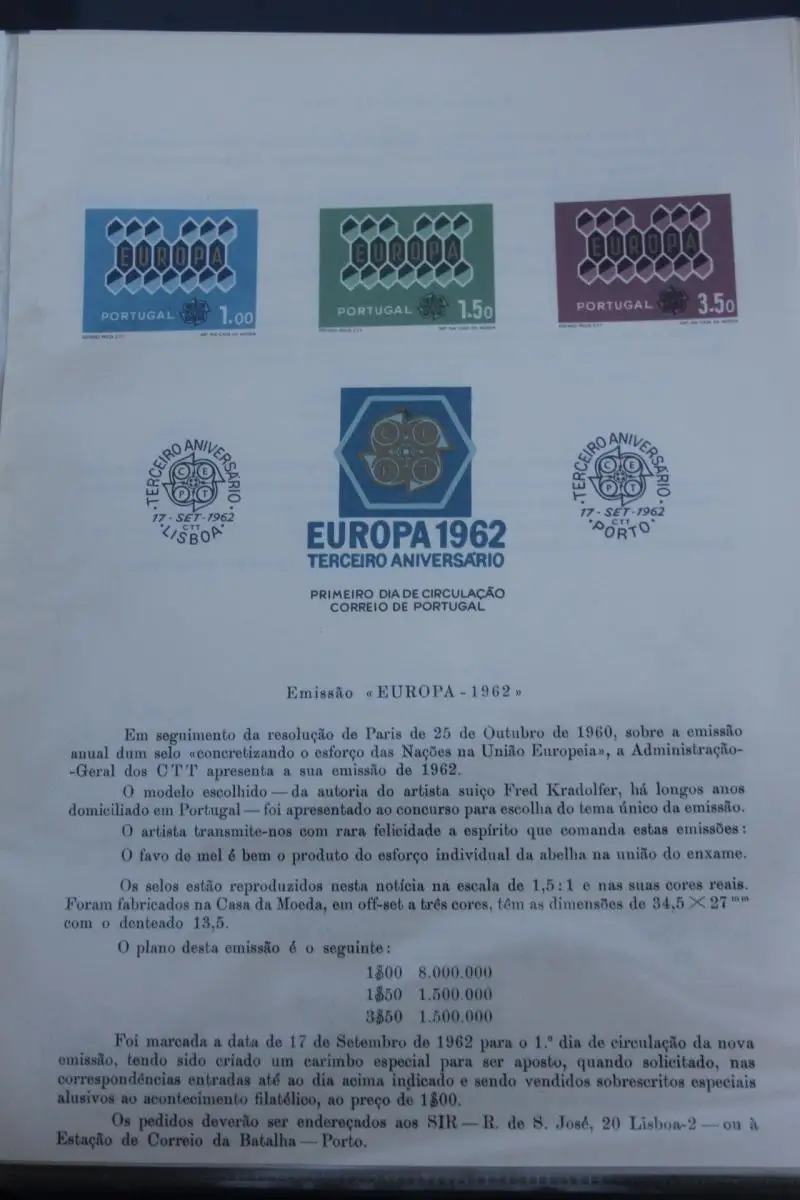 EUROPA
PORTUGAL 1.00
EUROPA
PORTUGAL 1.50
EUROPA
PORTUGAL 3.50
TERCEIRO ANIVERSÁRIO
C E
P T
17-SET-1962
CTT
LISBOA
C E
P T
EUROPA 1962
TERCEIRO ANIVERSÁRIO
PRIMEIRO DIA DE CIRCULAÇÃO
CORREIO DE PORTUGAL
TERCEIRO ANIVERSÁRIO
C E
P T
17-SET-1962
CTT
PORTO
Emissão «EUROPA-1962»
Em seguimento da resolução de Paris de 25 de Outubro de 1960, sobre a emissão
anual dum selo «concretizando o esforço das Nações na União Europeia», a Administração-
-Geral dos CTT apresenta a sua emissão de 1962.
O modelo escolhido — da autoria do artista suiço Fred Kradolfer, há longos anos
domiciliado em Portugal — foi apresentado ao concurso para escolha do tema único da emissão.
O artista transmite-nos com rara felicidade a espírito que comanda estas emissões:
O favo de mel é bem o produto do esforço individual da abelha na união do enxame.
Os selos estão reproduzidos nesta notícia na escala de 1,5:1 e nas suas cores reais.
Foram fabricados na Casa da Moeda, em off-set a três cores, têm as dimensões de 34,5 × 27 mm
com o denteado 13,5.
O plano desta emissão é o seguinte:
1$00 8.000.000
1$50 1.500.000
3$50 1.500.000
Foi marcada a data de 17 de Setembro de 1962 para o 1.º dia de circulação da nova
emissão, tendo sido criado um carimbo especial para ser aposto, quando solicitado, nas
correspondências entradas até ao dia acima indicado e sendo vendidos sobrescritos especiais
alusivos ao acontecimento filatélico, ao preço de 1$00.
Os pedidos deverão ser endereçados aos SIR — R. de S. José, 20 Lisboa-2 — ou à
Estação de Correio da Batalha — Porto.